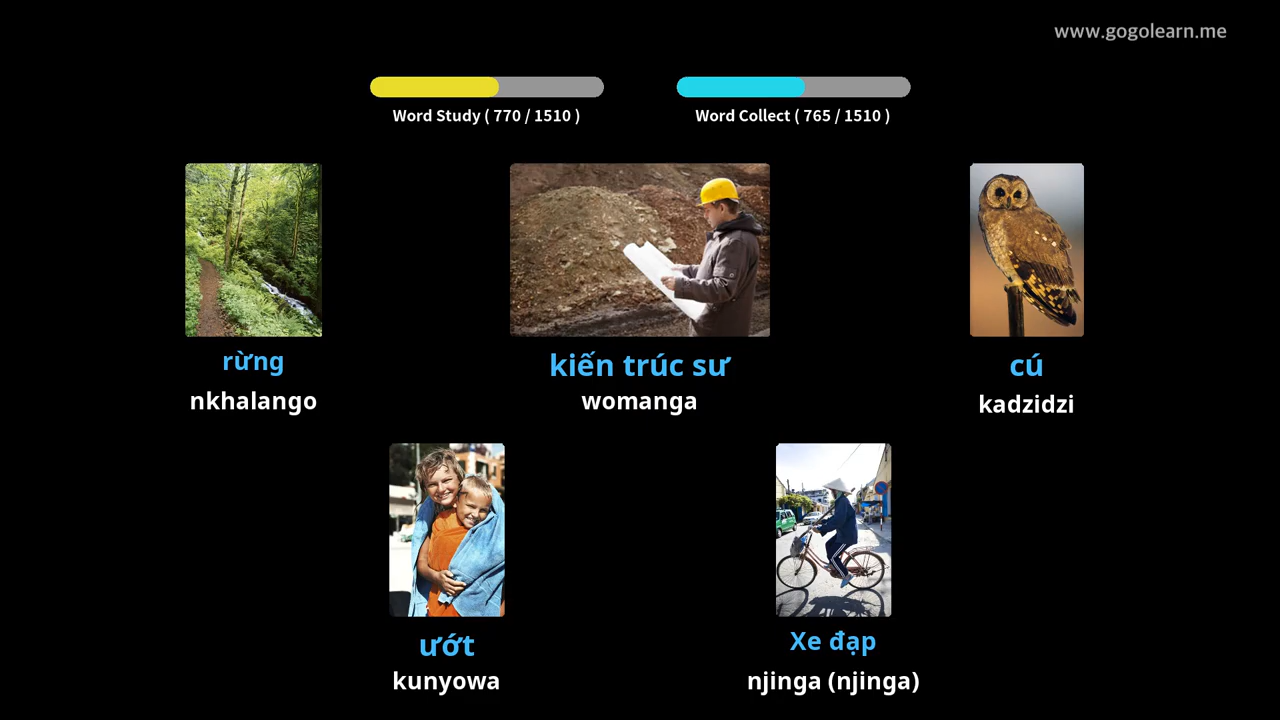 www.gogolearn.me
Word Study ( 770 / 1510 )
Word Collect ( 765 / 1510 )
rừng
nkhalango
kiến trúc sư
womanga
cú
kadzidzi
ướt
kunyowa
Xe đạp
njinga (njinga)